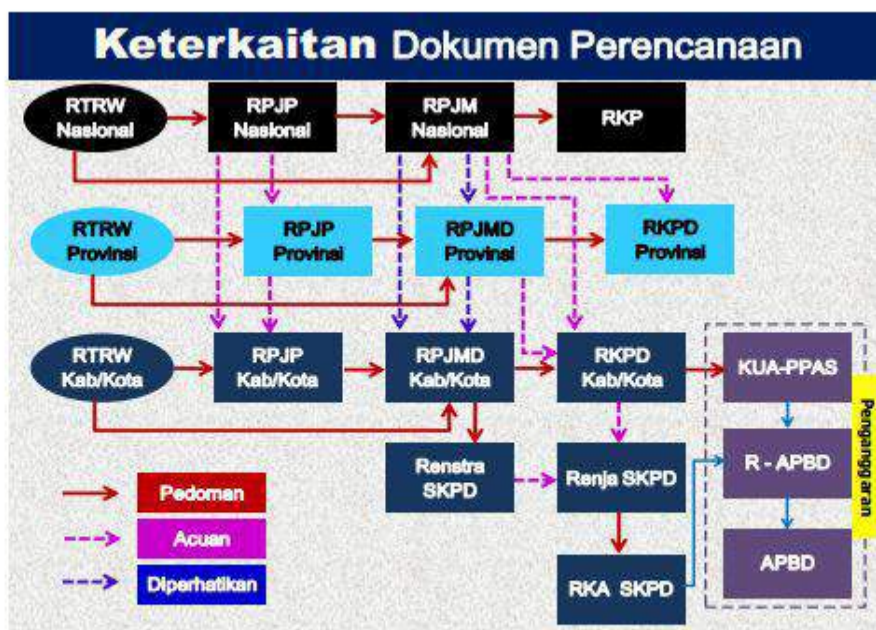 Keterkaitan Dokumen Perencanaan
RTRW
Nasional
RPJP
Nasional
RPJM
Nasional
RKP
RTRW
Provinsi
RPJP
Provinsi
RPJMD
Provinsi
RKPD
Provinsi
RTRW
Kab/Kota
RPJP
Kab/Kota
RPJMD
Kab/Kota
RKPD
Kab/Kota
KUA-PPAS
Renstra
SKPD
Renja SKPD
R - APBD
RKA SKPD
APBD
Penganggaran
Pedoman
Acuan
Diperhatikan